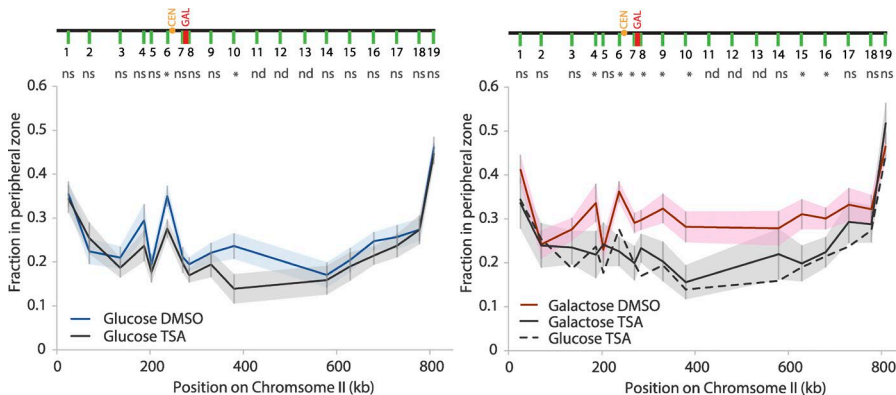 CEN
GAL
1 2 3 4 5 6 7 8 9 10 11 12 13 14 15 16 17 18 19
ns ns ns ns ns * ns ns ns * nd nd nd ns ns ns ns ns
0.6
0.5
0.4
0.3
0.2
0.1
0
Fraction in peripheral zone
Glucose DMSO
Glucose TSA
0 200 400 600 800
Position on Chromsome II (kb)
CEN
GAL
1 2 3 4 5 6 7 8 9 10 11 12 13 14 15 16 17 18 19
ns ns ns * ns * * * * * nd nd nd ns * * ns ns ns
0.6
0.5
0.4
0.3
0.2
0.1
0
Fraction in peripheral zone
Galactose DMSO
Galactose TSA
Glucose TSA
0 200 400 600 800
Position on Chromsome II (kb)